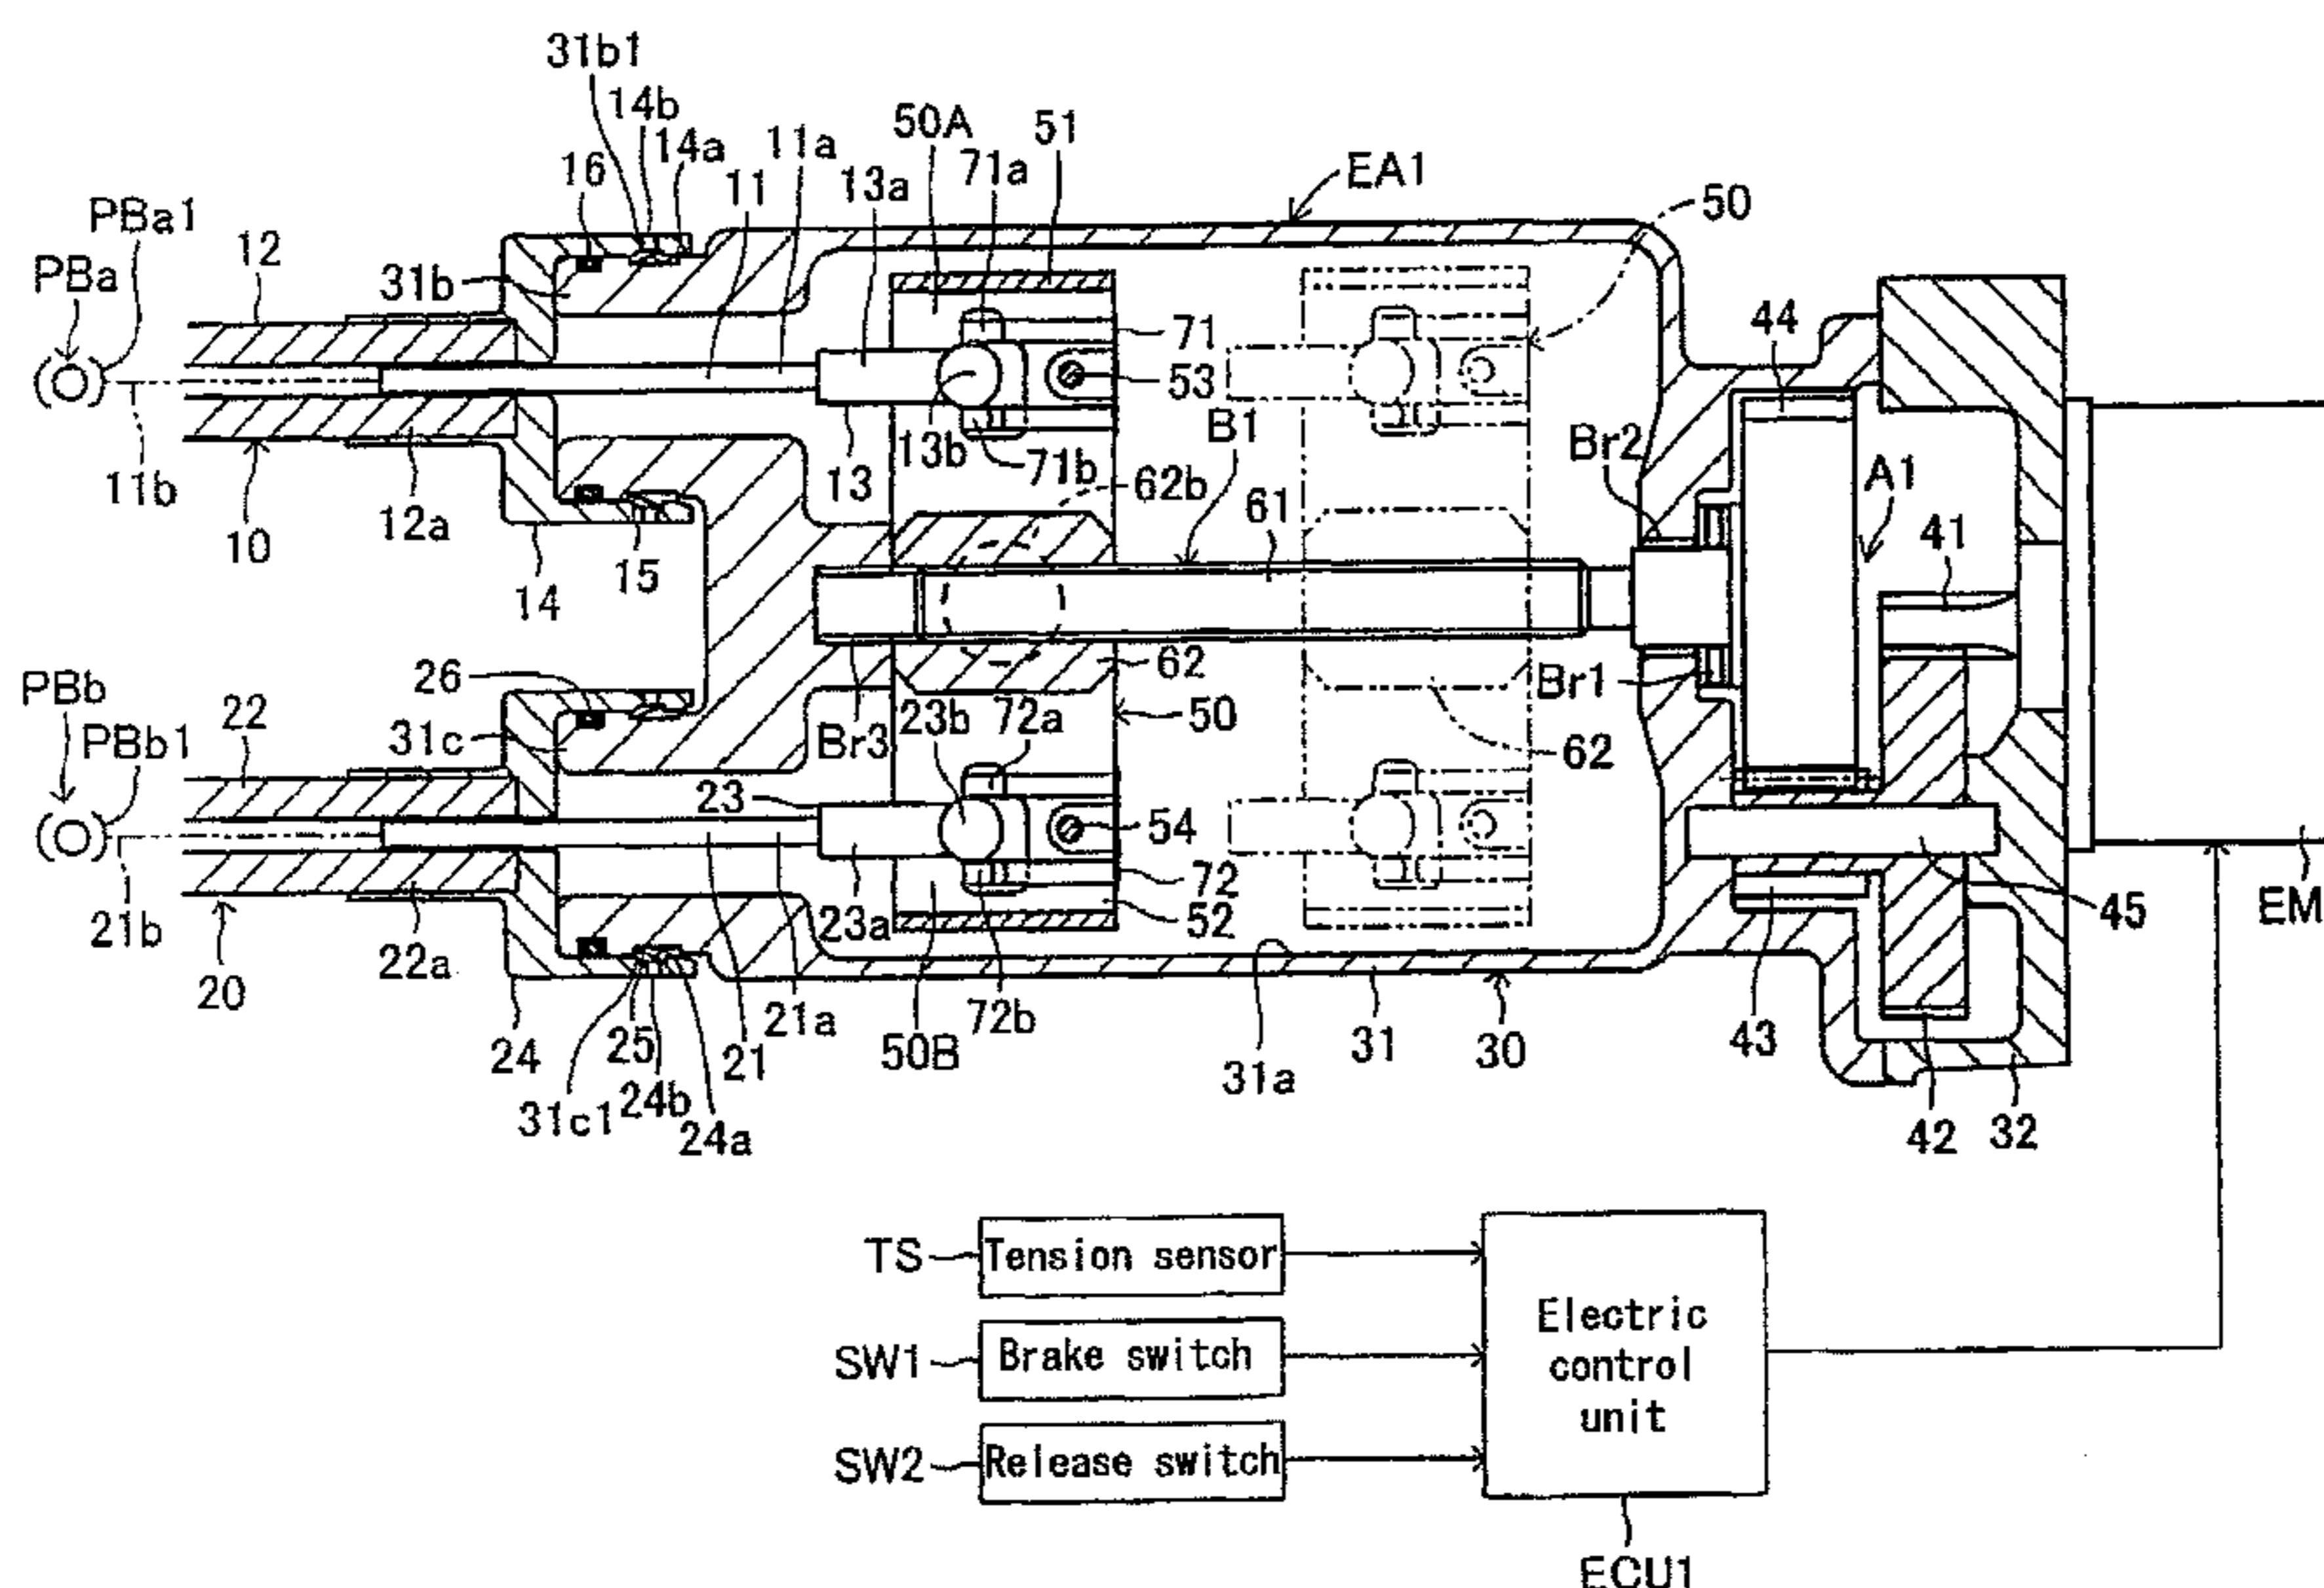 31b1
14b
14a
16
11
11a
13a
50A
71a
51
EA1
50
PBa1
PBa
12
31b
71
53
44
11b
10
12a
14
15
13
13b
71b
62b
61
B1
Br2
A1
41
PBb
PBb1
26
22
31c
Br3
23b
72a
62
50
Br1
62
23
54
21b
20
22a
24
31c1
25
24b
24a
21
21a
23a
50B
72b
72
52
31a
31
30
43
45
42
32
EM
TS
Tension sensor
SW1
Brake switch
SW2
Release switch
Electric
control
unit
ECU1